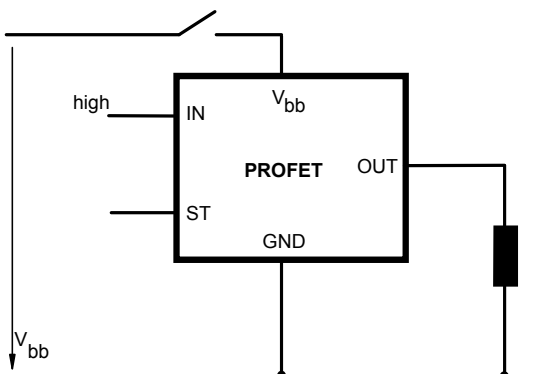 high
IN
Vbb
PROFET
OUT
ST
GND
Vbb